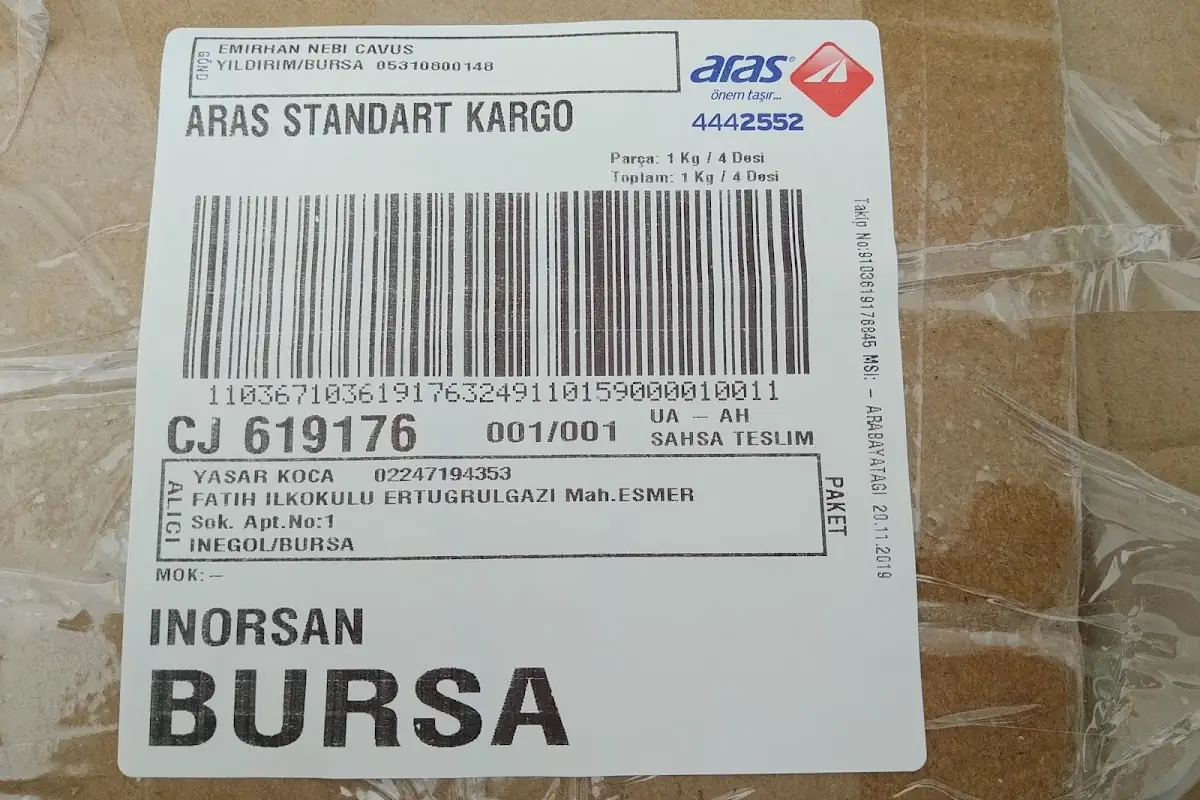 GÖND
EMIRHAN NEBI CAVUS
YILDIRIM/BURSA 05310800148
aras®
önem taşır...
4442552
ARAS STANDART KARGO
Parça: 1 Kg / 4 Desi
Toplam: 1 Kg / 4 Desi
1103671036191763249110159000010011
CJ 619176 001/001
UA – AH
SAHSA TESLIM
ALICI
YASAR KOCA 02247194353
FATIH ILKOKULU ERTUGRULGAZI Mah.ESMER
Sok. Apt.No:1
INEGOL/BURSA
PAKET
Takip No:9103619176845 MSI: - ARABAYATAGI 20.11.2019
MOK: –
INORSAN
BURSA